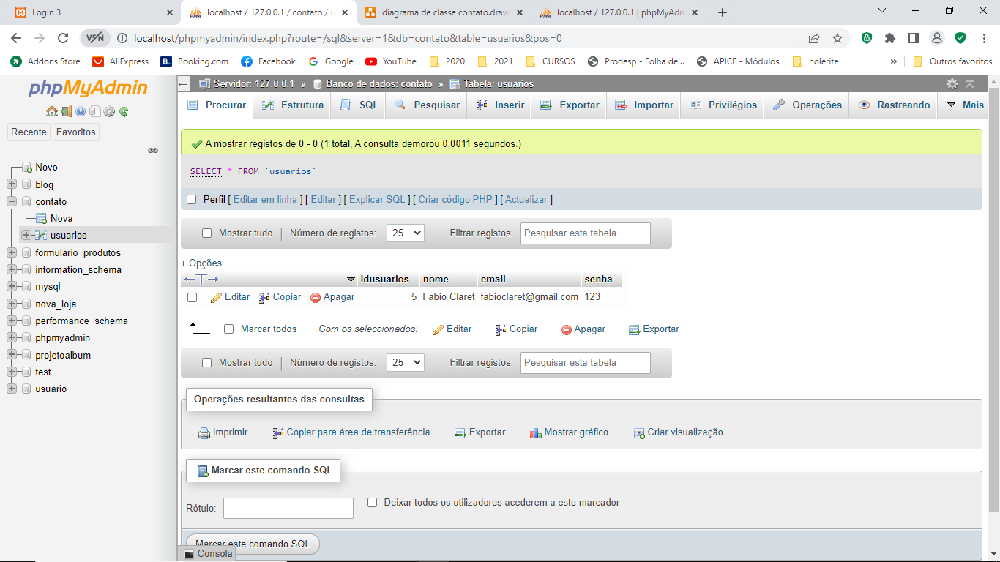 Login 3
localhost / 127.0.0.1 / contato / u
diagrama de classe contato.draw
localhost / 127.0.0.1 | phpMyAdm
VPN
localhost/phpmyadmin/index.php?route=/sql&server=1&db=contato&table=usuarios&pos=0
Addons Store AliExpress Booking.com Facebook Google YouTube 2020 2021 CURSOS Prodesp - Folha de... APICE - Módulos holerite » Outros favoritos
phpMyAdmin
Recente Favoritos
Novo
blog
contato
Nova
usuarios
formulario_produtos
information_schema
mysql
nova_loja
performance_schema
phpmyadmin
projetoalbum
test
usuario
Servidor: 127.0.0.1 » Banco de dados: contato » Tabela: usuarios
Procurar Estrutura SQL Pesquisar Inserir Exportar Importar Privilégios Operações Rastreando Mais
A mostrar registos de 0 - 0 (1 total, A consulta demorou 0,0011 segundos.)
SELECT * FROM `usuarios`
Perfil [ Editar em linha ] [ Editar ] [ Explicar SQL ] [ Criar código PHP ] [ Actualizar ]
Mostrar tudo Número de registos: 25 Filtrar registos: Pesquisar esta tabela
+ Opções
idusuarios nome email senha
Editar Copiar Apagar 5 Fabio Claret fabioclaret@gmail.com 123
Marcar todos Com os seleccionados: Editar Copiar Apagar Exportar
Mostrar tudo Número de registos: 25 Filtrar registos: Pesquisar esta tabela
Operações resultantes das consultas
Imprimir Copiar para área de transferência Exportar Mostrar gráfico Criar visualização
Marcar este comando SQL
Rótulo: Deixar todos os utilizadores acederem a este marcador
Marcar este comando SQL
Consola